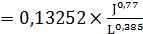 = 0,13252 × J^0,77 / L^0,385